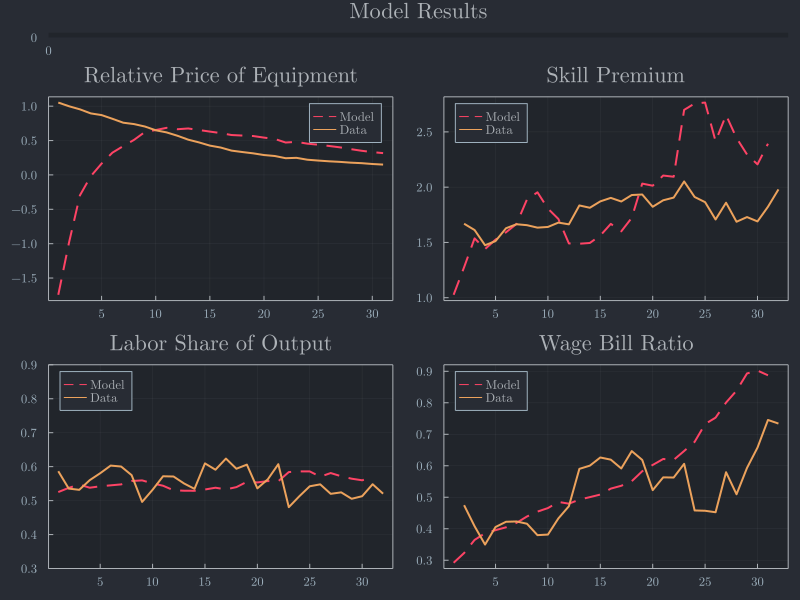 Model Results
0
0
Relative Price of Equipment
1.0
0.5
0.0
−0.5
−1.0
−1.5
5 10 15 20 25 30
Model
Data
Skill Premium
2.5
2.0
1.5
1.0
5 10 15 20 25 30
Model
Data
Labor Share of Output
0.9
0.8
0.7
0.6
0.5
0.4
0.3
5 10 15 20 25 30
Model
Data
Wage Bill Ratio
0.9
0.8
0.7
0.6
0.5
0.4
0.3
5 10 15 20 25 30
Model
Data